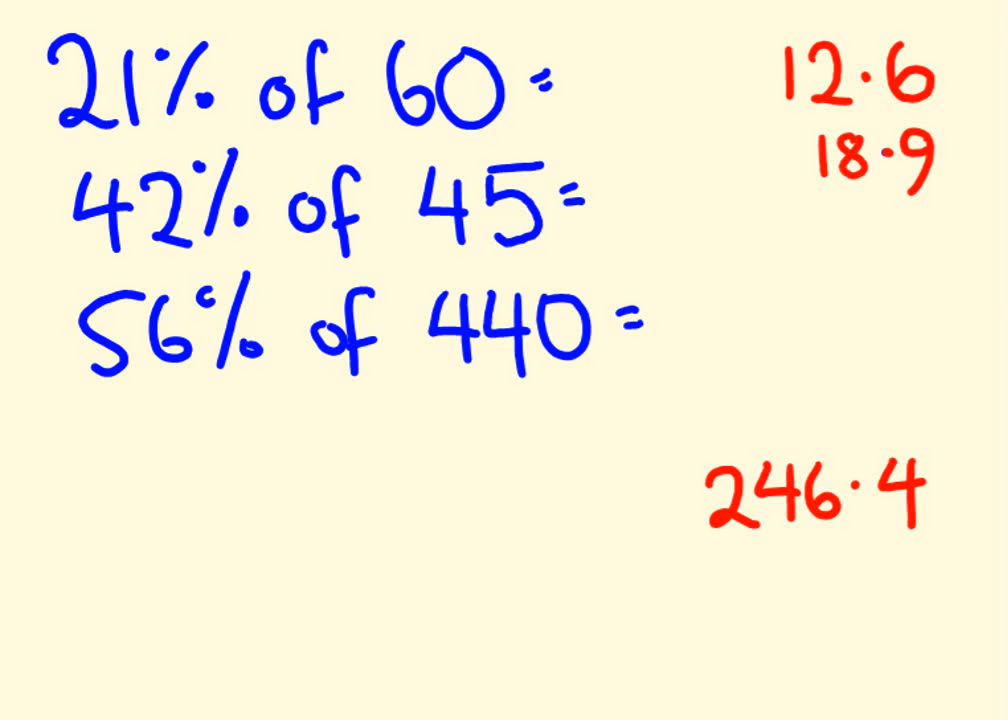 21% of 60 = 12·6
42% of 45 = 18·9
56% of 440 =
246·4